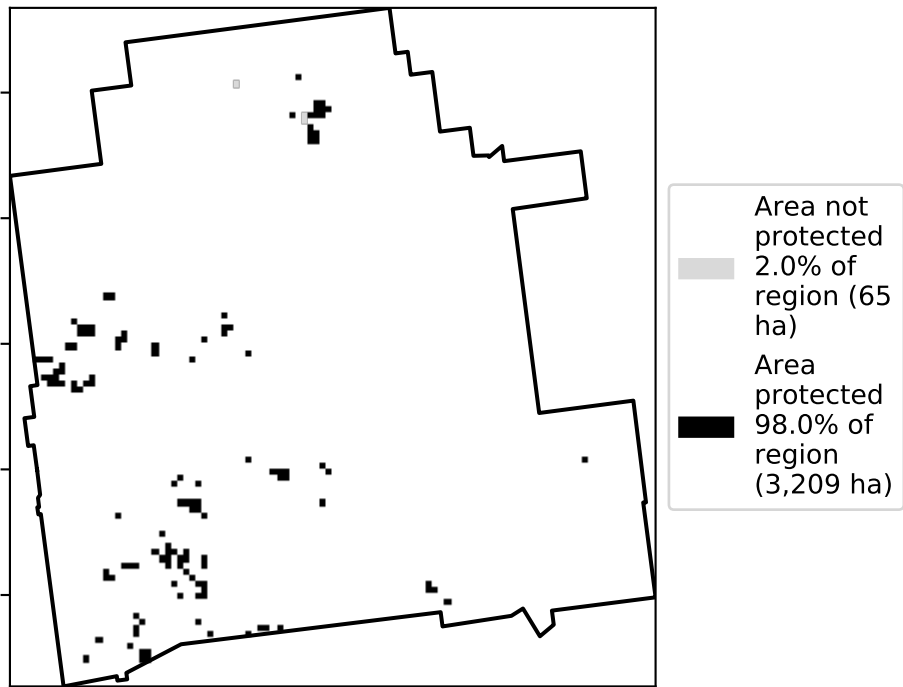 Area not
protected
2.0% of
region (65
ha)
Area
protected
98.0% of
region
(3,209 ha)